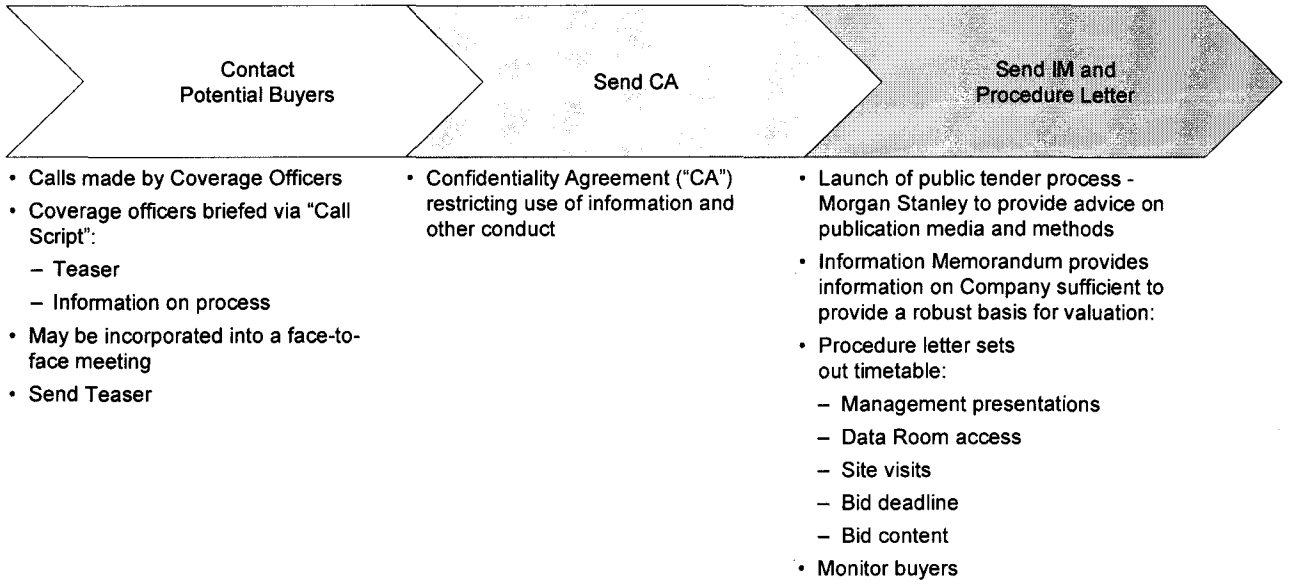 Contact
Potential Buyers
Send CA
Send IM and
Procedure Letter
• Calls made by Coverage Officers
• Coverage officers briefed via “Call
Script”:
– Teaser
– Information on process
• May be incorporated into a face-to-
face meeting
• Send Teaser
• Confidentiality Agreement (“CA”)
restricting use of information and
other conduct
• Launch of public tender process -
Morgan Stanley to provide advice on
publication media and methods
• Information Memorandum provides
information on Company sufficient to
provide a robust basis for valuation:
• Procedure letter sets
out timetable:
– Management presentations
– Data Room access
– Site visits
– Bid deadline
– Bid content
• Monitor buyers